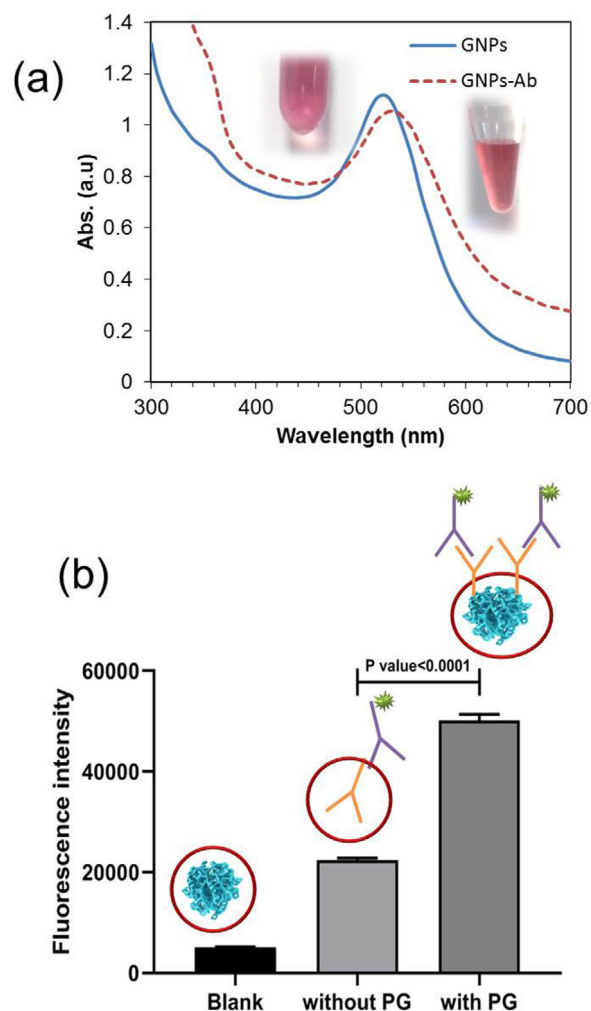 (a)
1.4
1.2
1
0.8
0.6
0.4
0.2
0
Abs. (a.u)
GNPs
GNPs-Ab
300 400 500 600 700
Wavelength (nm)
(b)
P value<0.0001
60000
40000
20000
0
Fluorescence intensity
Blank without PG with PG